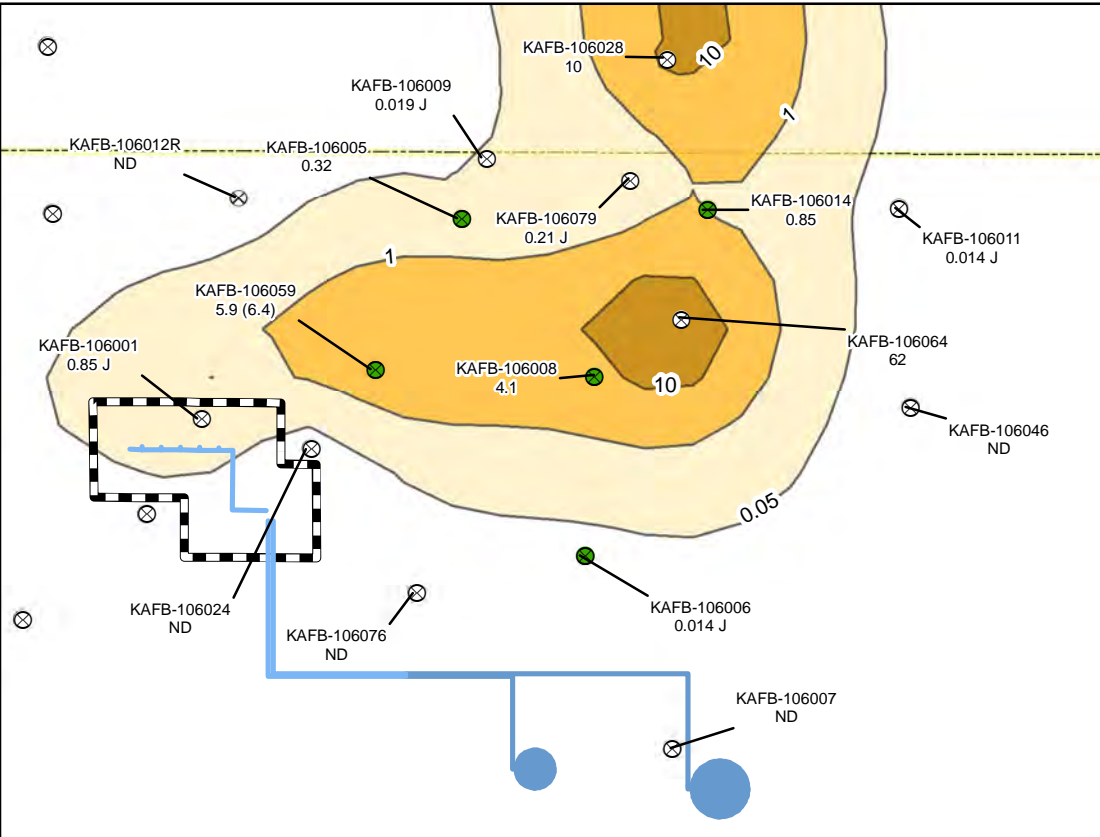 KAFB-106028
10
10
KAFB-106009
0.019 J
1
KAFB-106012R
ND
KAFB-106005
0.32
KAFB-106079
0.21 J
KAFB-106014
0.85
KAFB-106011
0.014 J
1
KAFB-106059
5.9 (6.4)
KAFB-106001
0.85 J
KAFB-106008
4.1
10
KAFB-106064
62
KAFB-106046
ND
0.05
KAFB-106024
ND
KAFB-106076
ND
KAFB-106006
0.014 J
KAFB-106007
ND